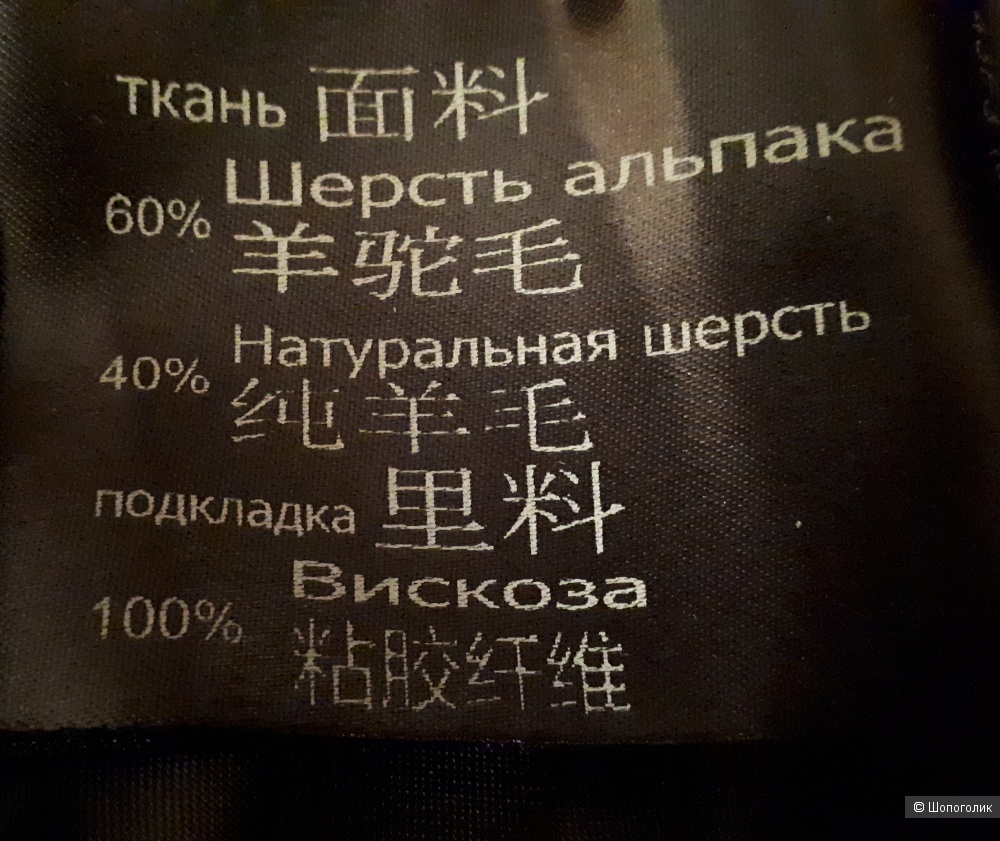 ткань 面料
60% Шерсть альпака
羊驼毛
40% Натуральная шерсть
纯羊毛
подкладка 里料
100% Вискоза
粘胶纤维
© Шопоголик